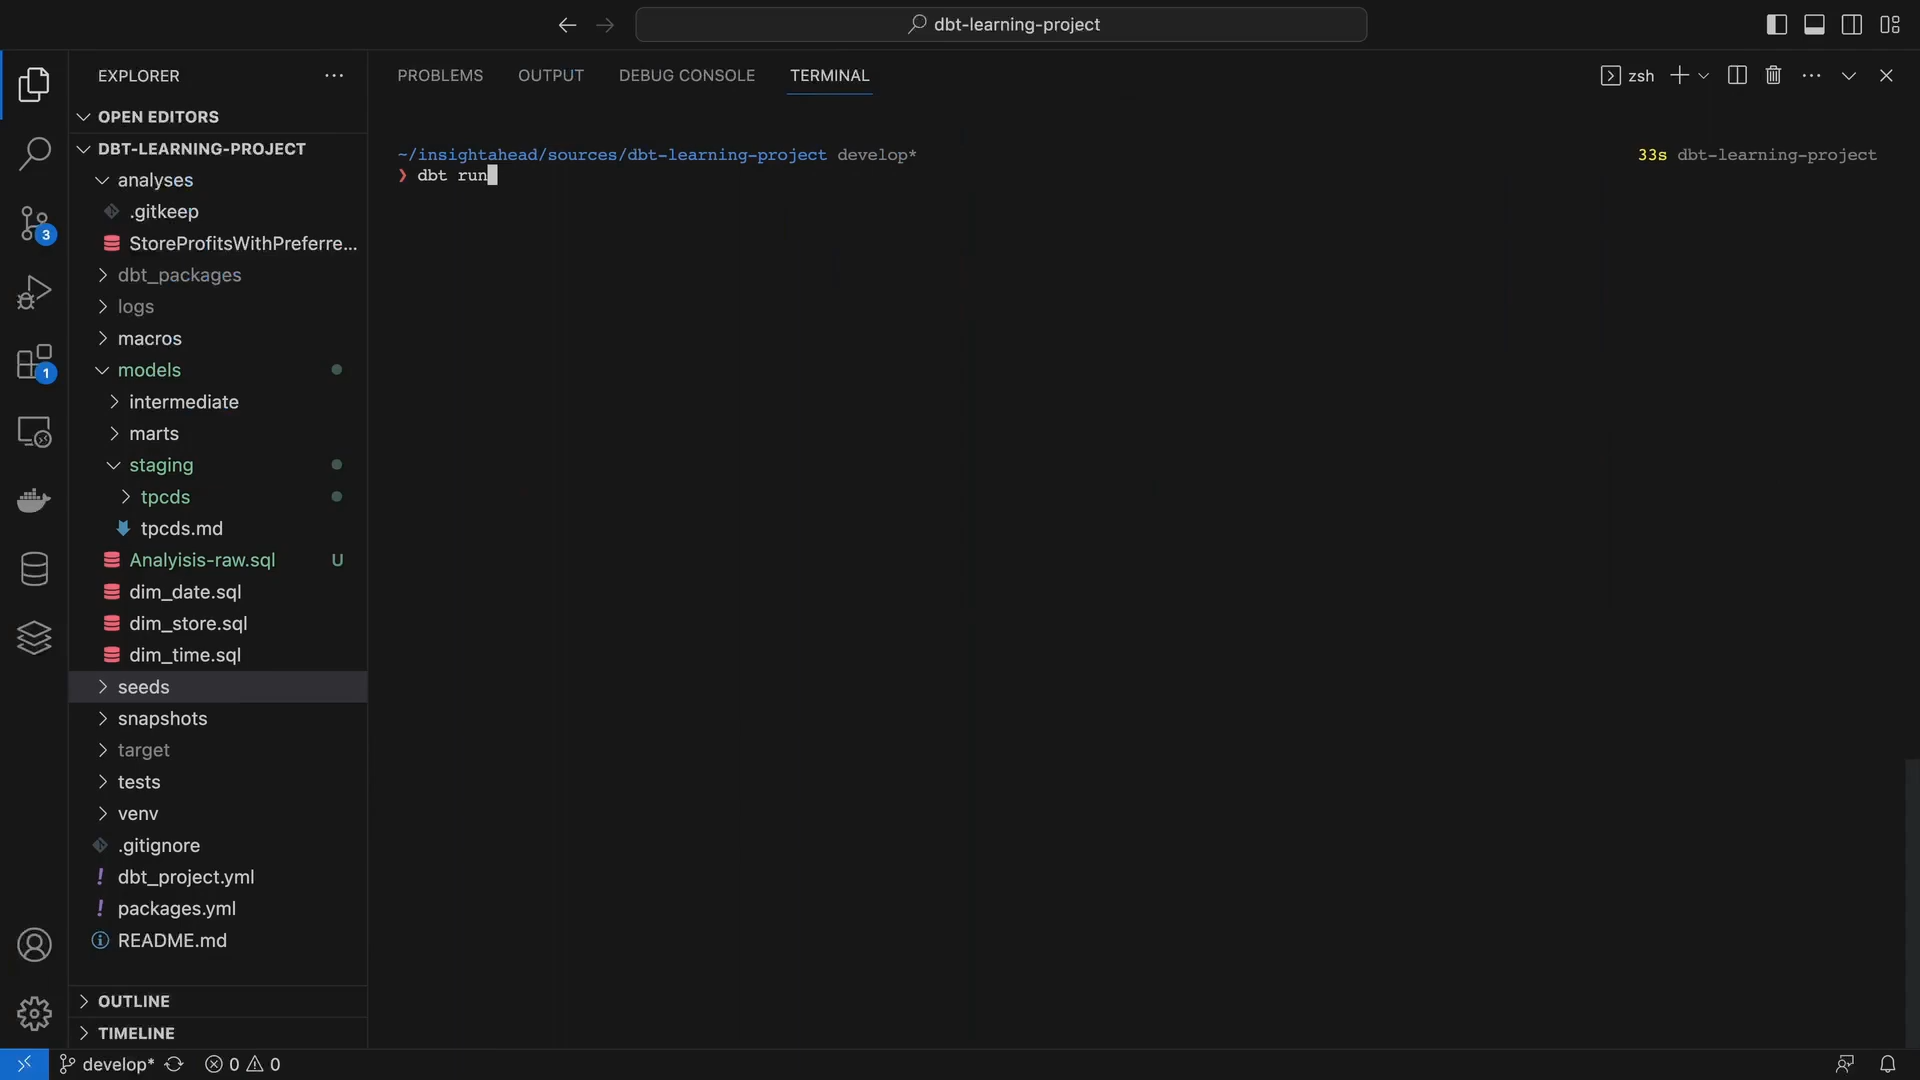 dbt-learning-project
EXPLORER
PROBLEMS OUTPUT DEBUG CONSOLE TERMINAL
zsh
OPEN EDITORS
DBT-LEARNING-PROJECT
analyses
.gitkeep
StoreProfitsWithPreferre...
dbt_packages
logs
macros
models
intermediate
marts
staging
tpcds
tpcds.md
Analyisis-raw.sql U
dim_date.sql
dim_store.sql
dim_time.sql
seeds
snapshots
target
tests
venv
.gitignore
! dbt_project.yml
! packages.yml
README.md
OUTLINE
TIMELINE
3
1
~/insightahead/sources/dbt-learning-project develop* 33s dbt-learning-project
❯ dbt run
develop* 0 0